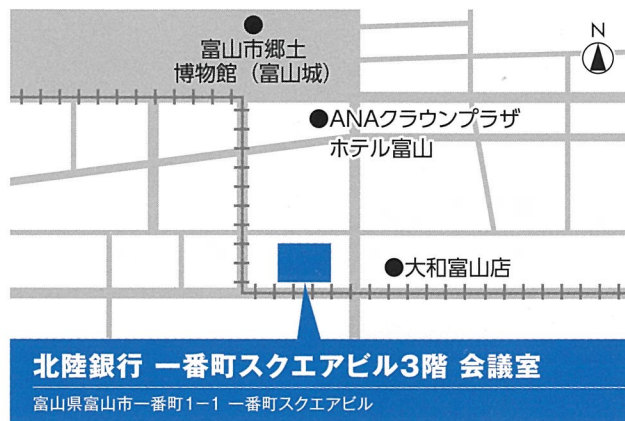 富山市郷土
博物館（富山城）
N
ANAクラウンプラザ
ホテル富山
大和富山店
北陸銀行 一番町スクエアビル3階 会議室
富山県富山市一番町1−1 一番町スクエアビル